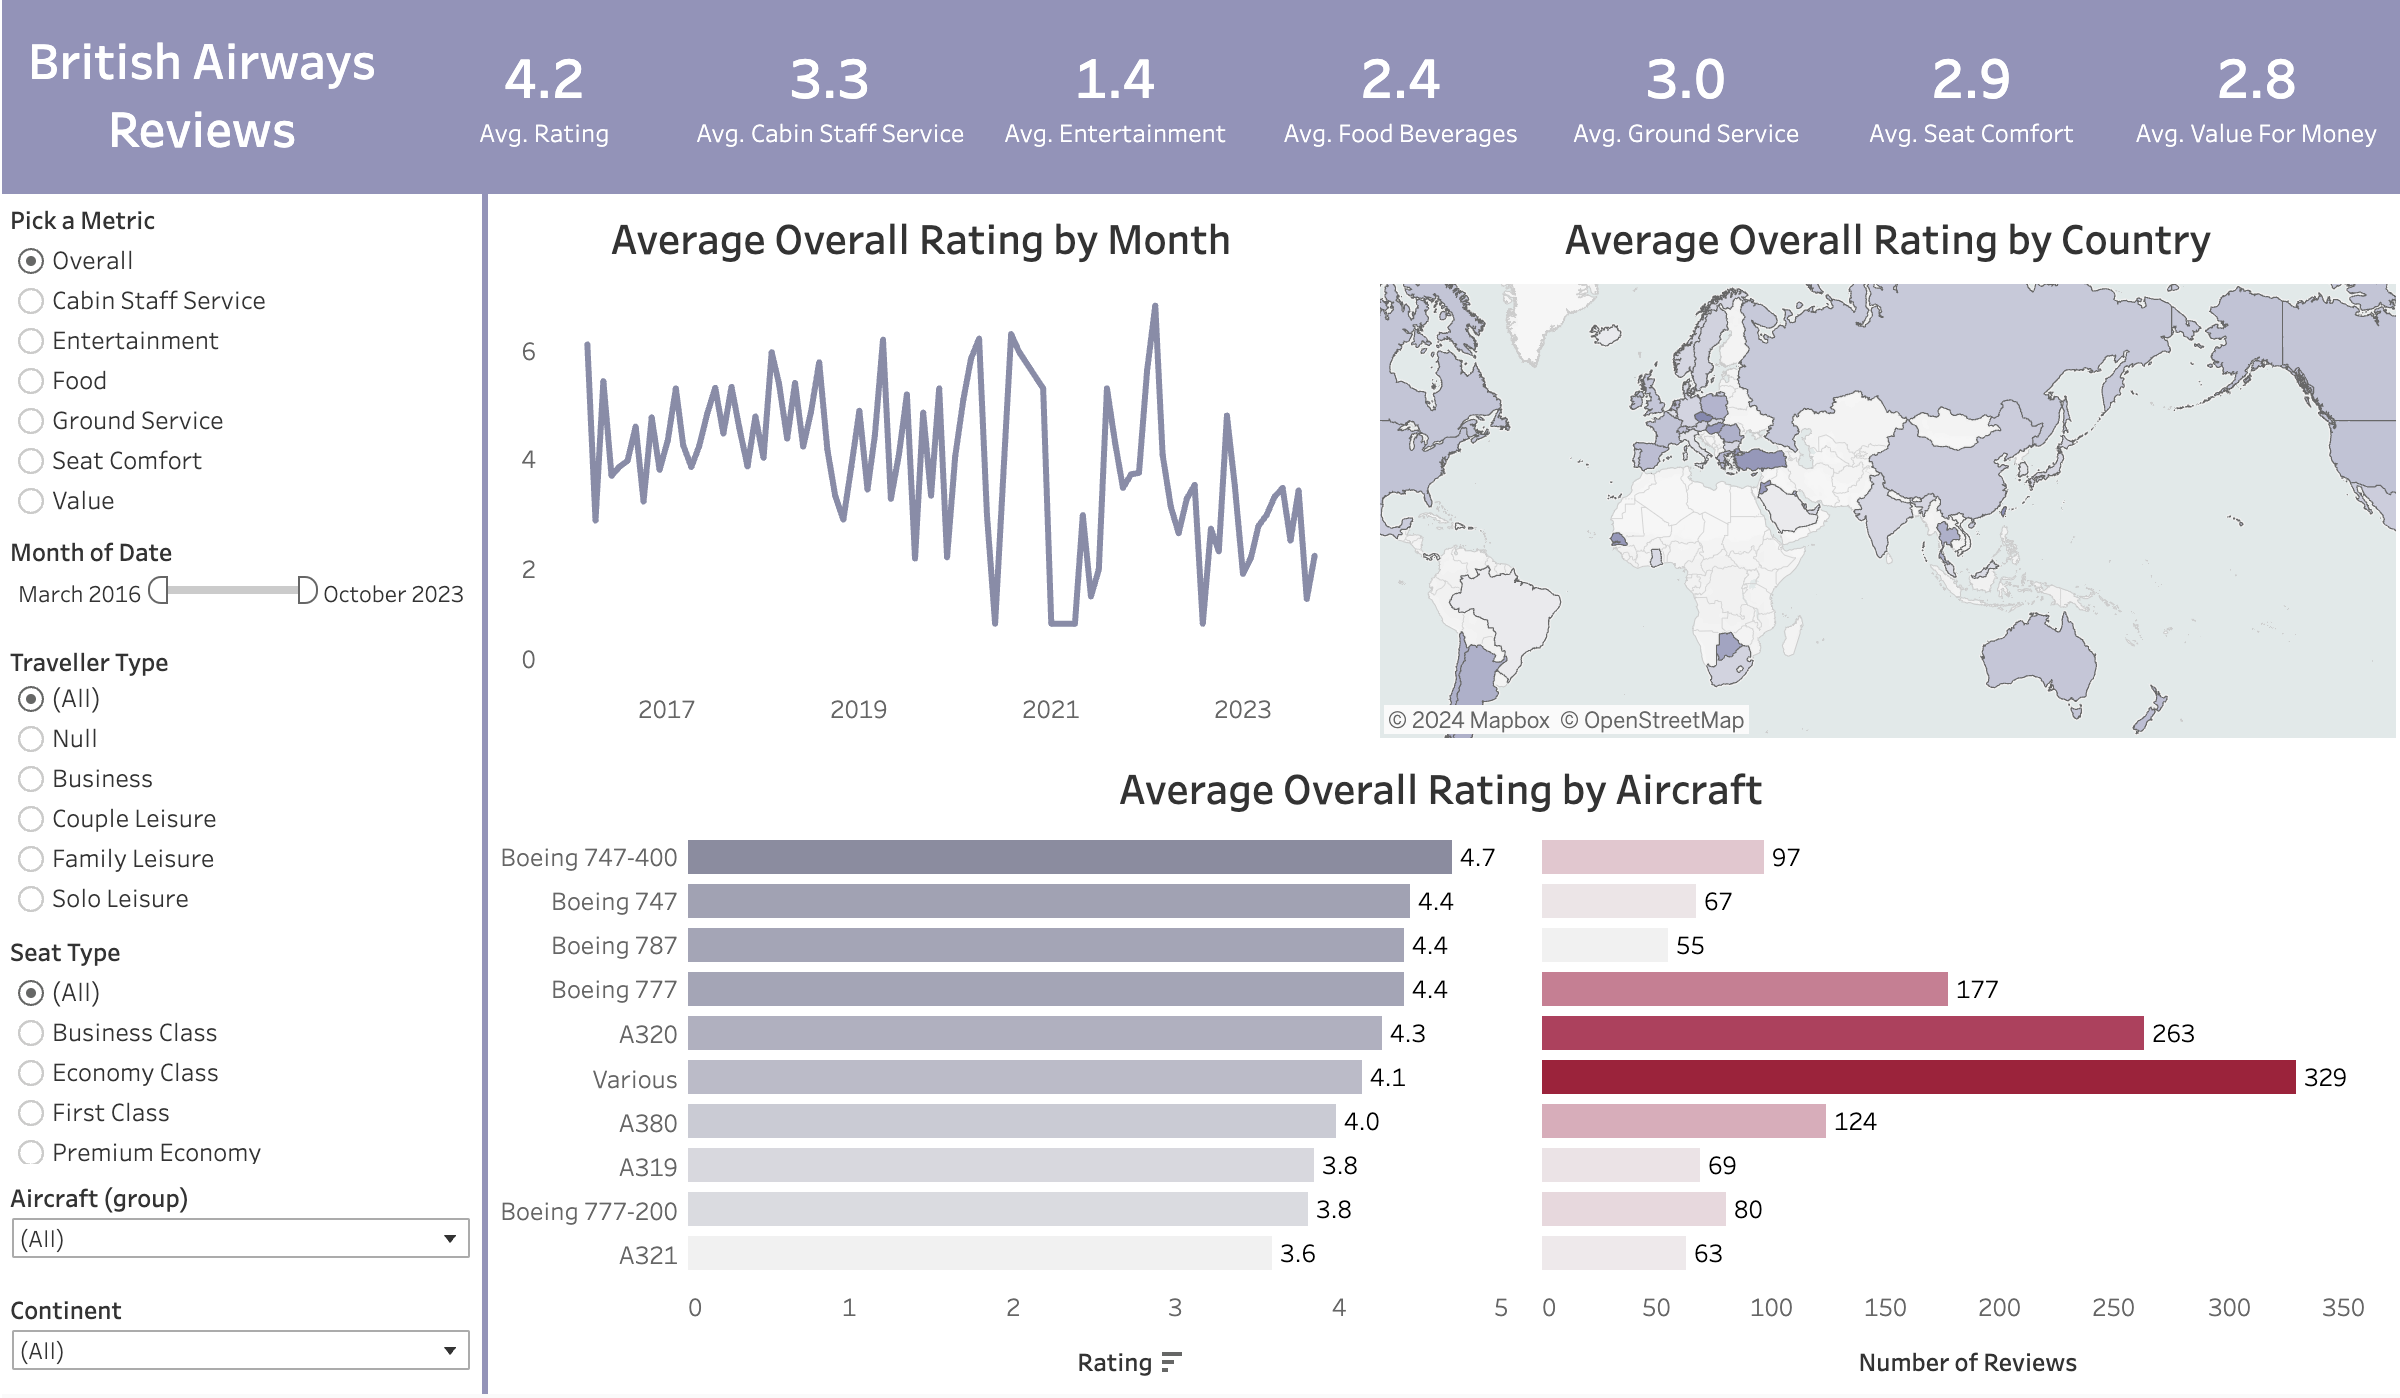 British Airways
Reviews
4.2
Avg. Rating
3.3
Avg. Cabin Staff Service
1.4
Avg. Entertainment
2.4
Avg. Food Beverages
3.0
Avg. Ground Service
2.9
Avg. Seat Comfort
2.8
Avg. Value For Money
Pick a Metric
Overall
Cabin Staff Service
Entertainment
Food
Ground Service
Seat Comfort
Value
Month of Date
March 2016
October 2023
Traveller Type
(All)
Null
Business
Couple Leisure
Family Leisure
Solo Leisure
Seat Type
(All)
Business Class
Economy Class
First Class
Premium Economy
Aircraft (group)
(All)
Continent
(All)
Average Overall Rating by Month
6
4
2
0
2017 2019 2021 2023
Average Overall Rating by Country
© 2024 Mapbox © OpenStreetMap
Average Overall Rating by Aircraft
Boeing 747-400 4.7 97
Boeing 747 4.4 67
Boeing 787 4.4 55
Boeing 777 4.4 177
A320 4.3 263
Various 4.1 329
A380 4.0 124
A319 3.8 69
Boeing 777-200 3.8 80
A321 3.6 63
0 1 2 3 4 5 0 50 100 150 200 250 300 350
Rating
Number of Reviews